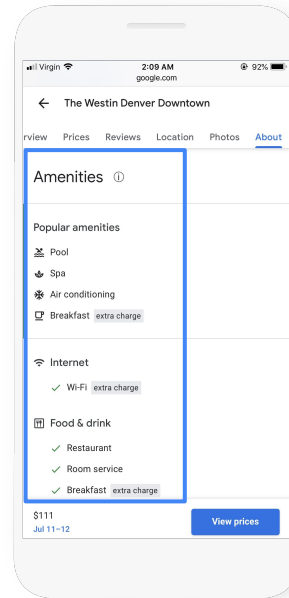 Virgin 2:09 AM 92%
google.com
The Westin Denver Downtown
rview Prices Reviews Location Photos About
Amenities
Popular amenities
Pool
Spa
Air conditioning
Breakfast extra charge
Internet
Wi-Fi extra charge
Food & drink
Restaurant
Room service
Breakfast extra charge
$111
Jul 11–12
View prices